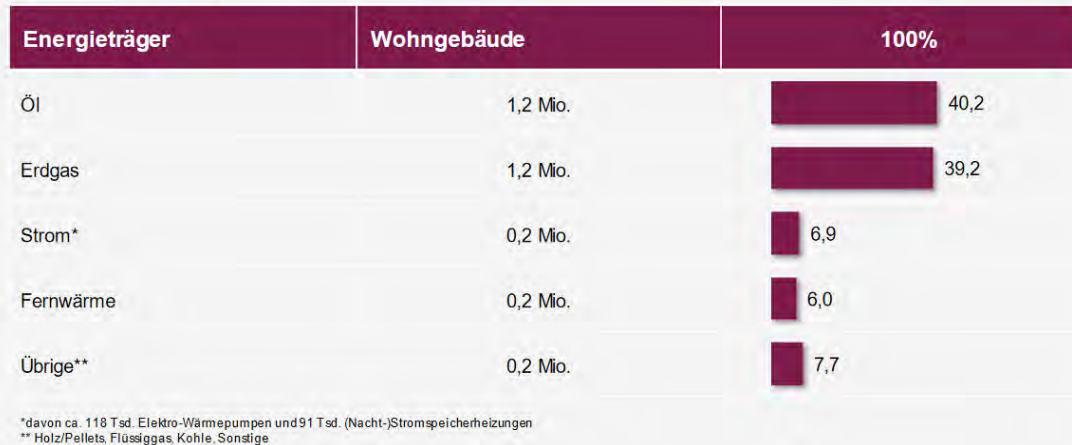 Energieträger Wohngebäude 100%
Öl 1,2 Mio. 40,2
Erdgas 1,2 Mio. 39,2
Strom* 0,2 Mio. 6,9
Fernwärme 0,2 Mio. 6,0
Übrige** 0,2 Mio. 7,7
*davon ca. 118 Tsd. Elektro-Wärmepumpen und 91 Tsd. (Nacht-)Stromspeicherheizungen
** Holz/Pellets, Flüssiggas, Kohle, Sonstige